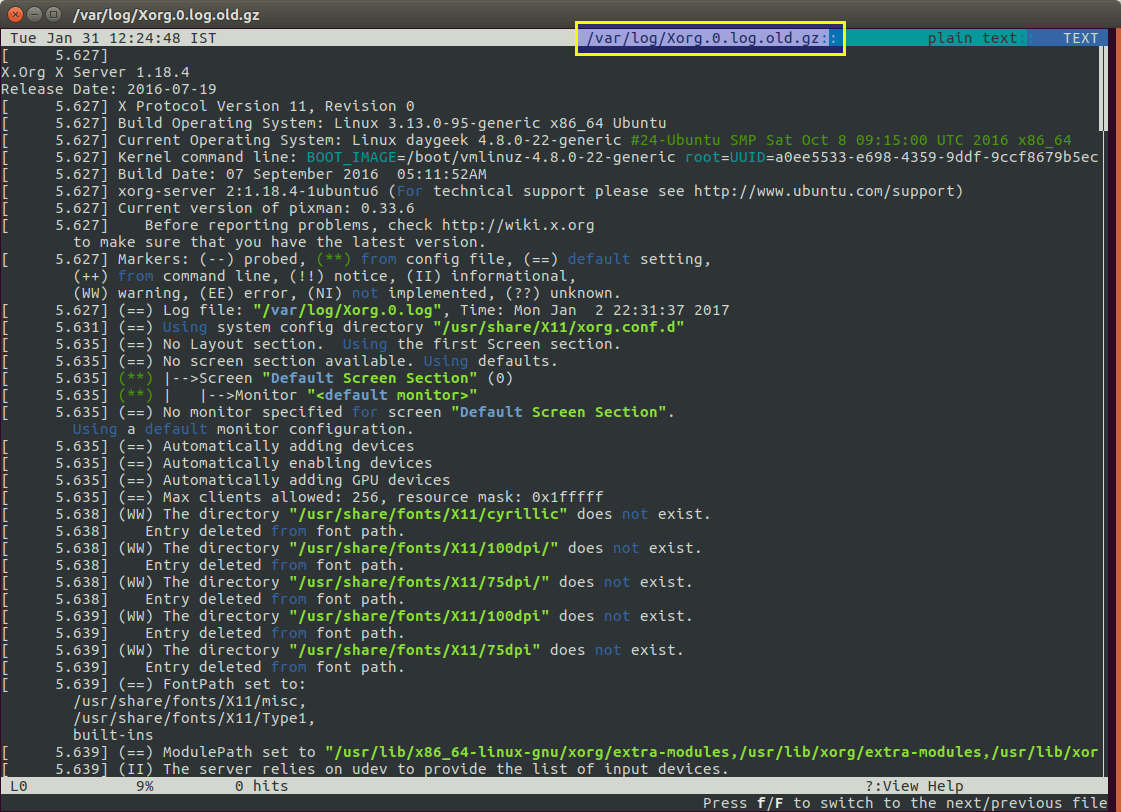 /var/log/Xorg.0.log.old.gz
Tue Jan 31 12:24:48 IST /var/log/Xorg.0.log.old.gz:: plain text:: TEXT
[ 5.627]
X.Org X Server 1.18.4
Release Date: 2016-07-19
[ 5.627] X Protocol Version 11, Revision 0
[ 5.627] Build Operating System: Linux 3.13.0-95-generic x86_64 Ubuntu
[ 5.627] Current Operating System: Linux daygeek 4.8.0-22-generic #24-Ubuntu SMP Sat Oct 8 09:15:00 UTC 2016 x86_64
[ 5.627] Kernel command line: BOOT_IMAGE=/boot/vmlinuz-4.8.0-22-generic root=UUID=a0ee5533-e698-4359-9ddf-9ccf8679b5ec
[ 5.627] Build Date: 07 September 2016  05:11:52AM
[ 5.627] xorg-server 2:1.18.4-1ubuntu6 (For technical support please see http://www.ubuntu.com/support)
[ 5.627] Current version of pixman: 0.33.6
[ 5.627] Before reporting problems, check http://wiki.x.org
to make sure that you have the latest version.
[ 5.627] Markers: (--) probed, (**) from config file, (==) default setting,
(++) from command line, (!!) notice, (II) informational,
(WW) warning, (EE) error, (NI) not implemented, (??) unknown.
[ 5.627] (==) Log file: "/var/log/Xorg.0.log", Time: Mon Jan  2 22:31:37 2017
[ 5.631] (==) Using system config directory "/usr/share/X11/xorg.conf.d"
[ 5.635] (==) No Layout section.  Using the first Screen section.
[ 5.635] (==) No screen section available. Using defaults.
[ 5.635] (**) |-->Screen "Default Screen Section" (0)
[ 5.635] (**) |   |-->Monitor "<default monitor>"
[ 5.635] (==) No monitor specified for screen "Default Screen Section".
Using a default monitor configuration.
[ 5.635] (==) Automatically adding devices
[ 5.635] (==) Automatically enabling devices
[ 5.635] (==) Automatically adding GPU devices
[ 5.635] (==) Max clients allowed: 256, resource mask: 0x1fffff
[ 5.638] (WW) The directory "/usr/share/fonts/X11/cyrillic" does not exist.
[ 5.638] Entry deleted from font path.
[ 5.638] (WW) The directory "/usr/share/fonts/X11/100dpi/" does not exist.
[ 5.638] Entry deleted from font path.
[ 5.638] (WW) The directory "/usr/share/fonts/X11/75dpi/" does not exist.
[ 5.638] Entry deleted from font path.
[ 5.639] (WW) The directory "/usr/share/fonts/X11/100dpi" does not exist.
[ 5.639] Entry deleted from font path.
[ 5.639] (WW) The directory "/usr/share/fonts/X11/75dpi" does not exist.
[ 5.639] Entry deleted from font path.
[ 5.639] (==) FontPath set to:
/usr/share/fonts/X11/misc,
/usr/share/fonts/X11/Type1,
built-ins
[ 5.639] (==) ModulePath set to "/usr/lib/x86_64-linux-gnu/xorg/extra-modules,/usr/lib/xorg/extra-modules,/usr/lib/xor
[ 5.639] (II) The server relies on udev to provide the list of input devices.
L0 9% 0 hits ?:View Help
Press f/F to switch to the next/previous file